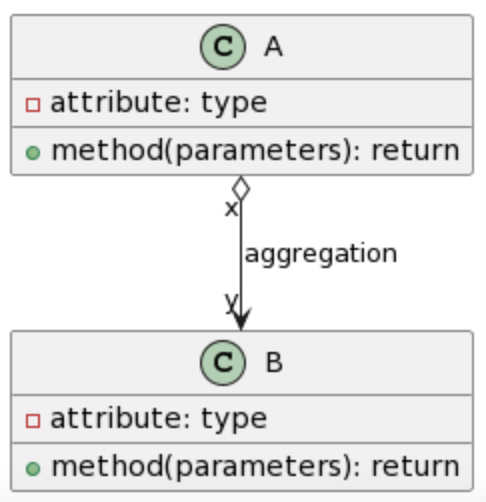 C A
attribute: type
method(parameters): return
x
aggregation
y
C B
attribute: type
method(parameters): return